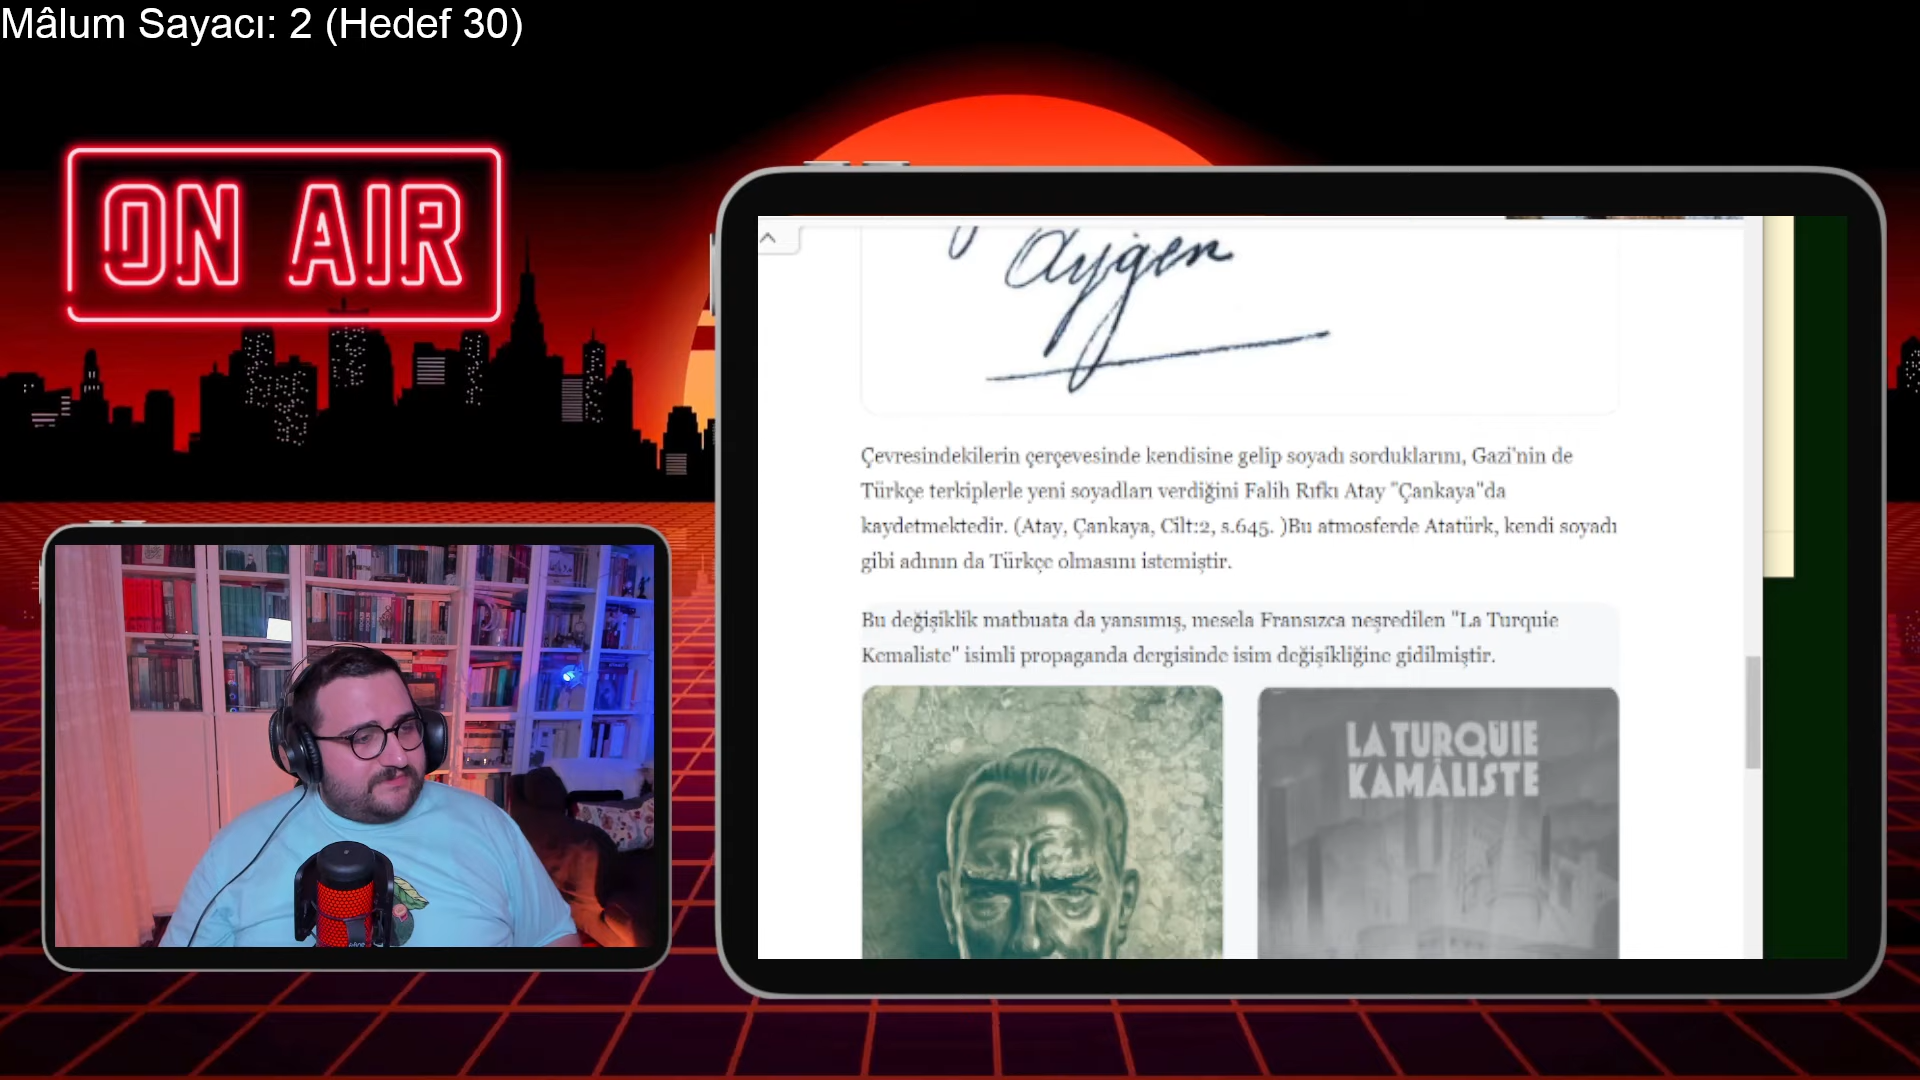 Mâlum Sayacı: 2 (Hedef 30)
ON AIR
Aygen
Çevresindekilerin çerçevesinde kendisine gelip soyadı sorduklarını, Gazi'nin de
Türkçe terkiplerle yeni soyadları verdiğini Falih Rıfkı Atay "Çankaya"da
kaydetmektedir. (Atay, Çankaya, Cilt:2, s.645. )Bu atmosferde Atatürk, kendi soyadı
gibi adının da Türkçe olmasını istemiştir.
Bu değişiklik matbuata da yansımış, mesela Fransızca neşredilen "La Turquie
Kemaliste" isimli propaganda dergisinde isim değişikliğine gidilmiştir.
LA TURQUIE
KAMÂLISTE